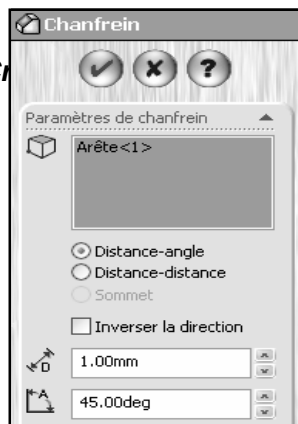 Chanfrein
?
Paramètres de chanfrein
Arête<1>
Distance-angle
Distance-distance
Sommet
Inverser la direction
D
1.00mm
A
45.00deg